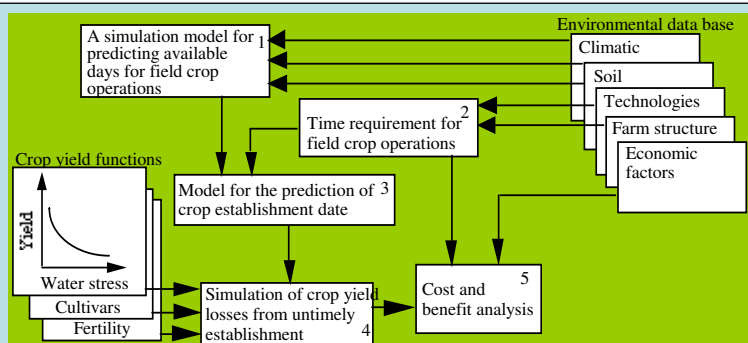 Environmental data base
A simulation model for 1
predicting available
days for field crop
operations
Climatic
Soil
Technologies
Farm structure
Economic
factors
2
Time requirement for
field crop operations
Crop yield functions
Model for the prediction of 3
crop establishment date
Yield
Water stress
Cultivars
Fertility
Simulation of crop yield
losses from untimely
establishment 4
5
Cost and
benefit analysis